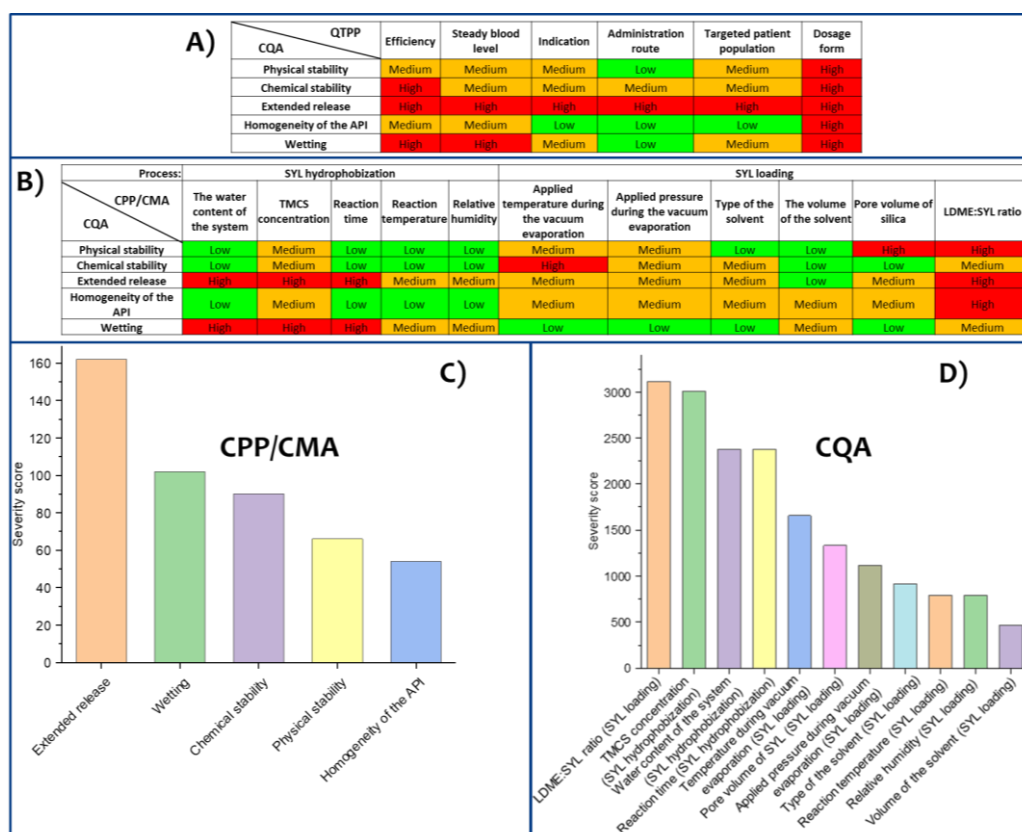 A)
QTPP
CQA
Efficiency
Steady blood level
Indication
Administration route
Targeted patient population
Dosage form
Physical stability Medium Medium Medium Low Medium High
Chemical stability High Medium Medium Medium Medium High
Extended release High High High High High High
Homogeneity of the API Medium Medium Low Low Low High
Wetting High High Medium Low Medium High
B)
Process: SYL hydrophobization SYL loading
CPP/CMA
CQA
The water content of the system
TMCS concentration
Reaction time
Reaction temperature
Relative humidity
Applied temperature during the vacuum evaporation
Applied pressure during the vacuum evaporation
Type of the solvent
The volume of the solvent
Pore volume of silica
LDME:SYL ratio
Physical stability Low Medium Low Low Low Medium Medium Low Low High High
Chemical stability Low Medium Low Low Low High Medium Medium Low Low Medium
Extended release High High High Medium Medium Medium Medium Medium Low Medium High
Homogeneity of the API Low Medium Low Low Low Medium Medium Medium Medium Medium High
Wetting High High High Medium Medium Low Low Low Medium Low Medium
C)
CPP/CMA
Severity score
160
140
120
100
80
60
40
20
0
Extended release
Wetting
Chemical stability
Physical stability
Homogeneity of the API
D)
CQA
Severity score
3000
2500
2000
1500
1000
500
0
LDME:SYL ratio (SYL loading)
TMCS concentration
(SYL hydrophobization)
Water content of the system
(SYL hydrophobization)
Reaction time (SYL hydrophobization)
Temperature during vacuum
evaporation (SYL loading)
Pore volume of SYL (SYL loading)
Applied pressure during vacuum
evaporation (SYL loading)
Type of the solvent (SYL loading)
Reaction temperature (SYL loading)
Relative humidity (SYL loading)
Volume of the solvent (SYL loading)